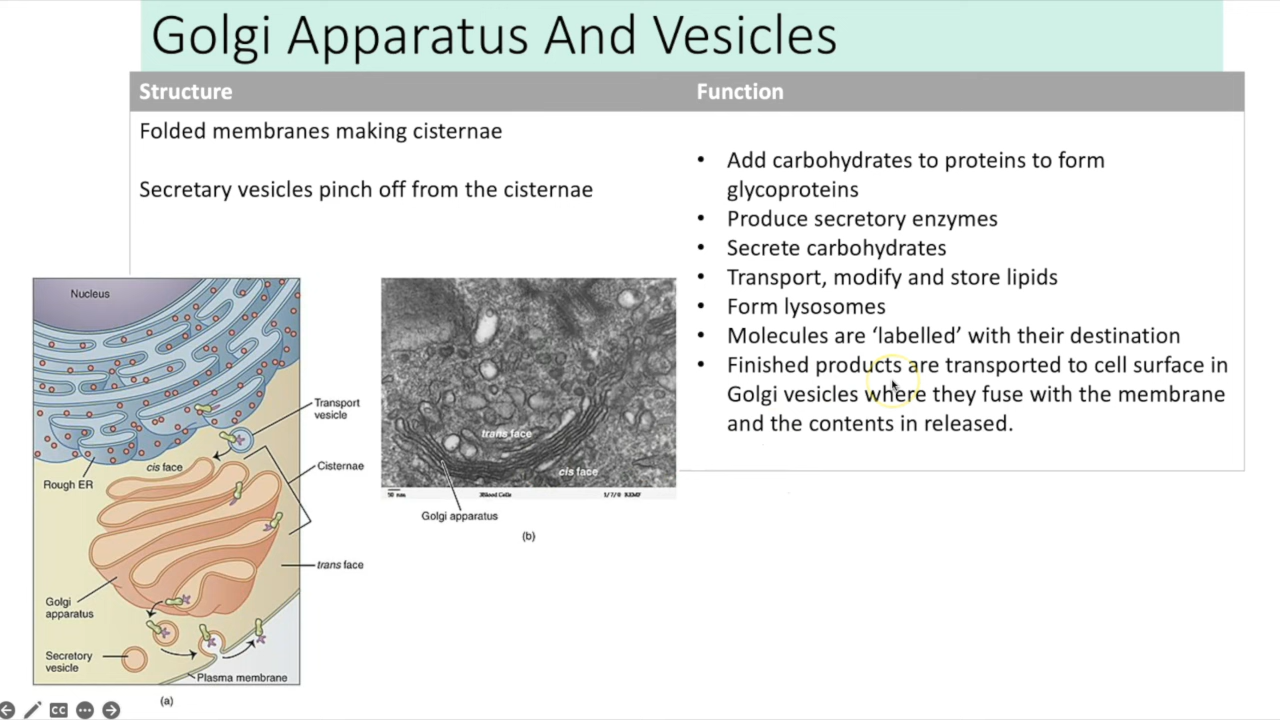 Golgi Apparatus And Vesicles
Structure
Function
Folded membranes making cisternae
Secretary vesicles pinch off from the cisternae
• Add carbohydrates to proteins to form
glycoproteins
• Produce secretory enzymes
• Secrete carbohydrates
• Transport, modify and store lipids
• Form lysosomes
• Molecules are ‘labelled’ with their destination
• Finished products are transported to cell surface in
Golgi vesicles where they fuse with the membrane
and the contents in released.
Nucleus
Transport
vesicle
cis face
Cisternae
Rough ER
trans face
Golgi
apparatus
Secretory
vesicle
Plasma membrane
(a)
trans face
cis face
Golgi apparatus
(b)
CC